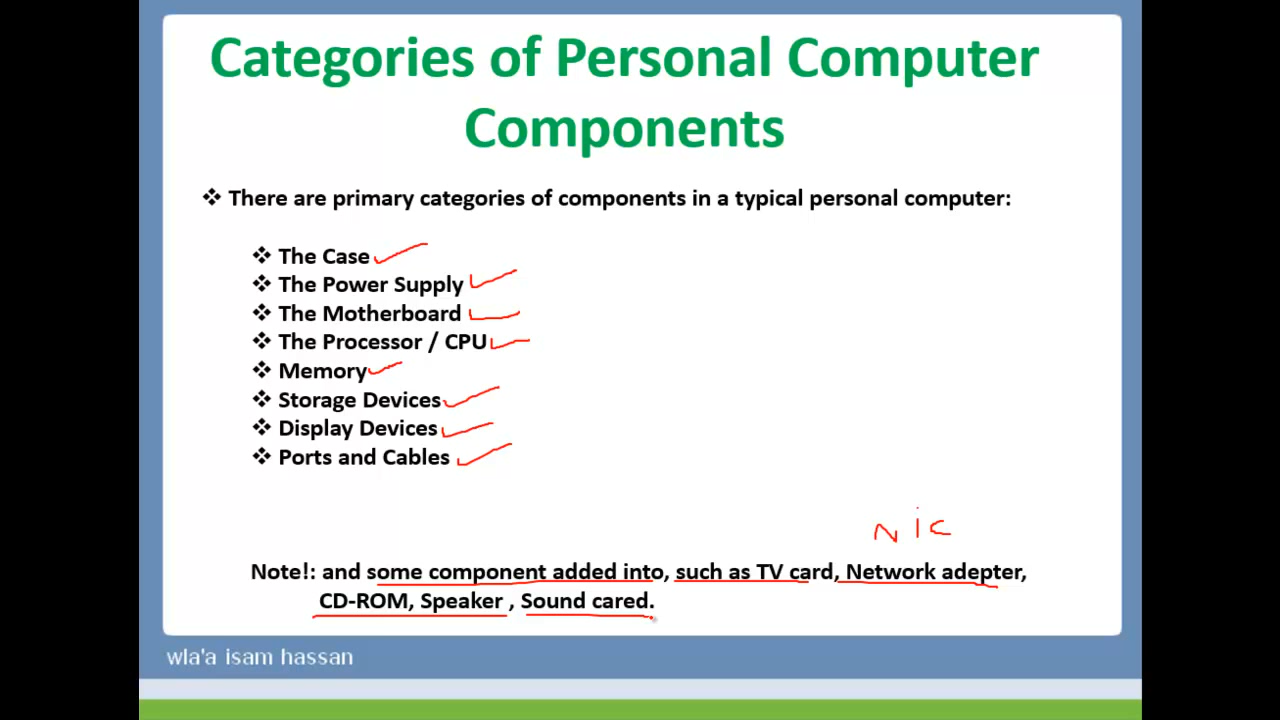 Categories of Personal Computer
Components
❖ There are primary categories of components in a typical personal computer:
❖ The Case
❖ The Power Supply
❖ The Motherboard
❖ The Processor / CPU
❖ Memory
❖ Storage Devices
❖ Display Devices
❖ Ports and Cables
NiC
Note!: and some component added into, such as TV card, Network adepter,
CD-ROM, Speaker , Sound cared.
wla'a isam hassan